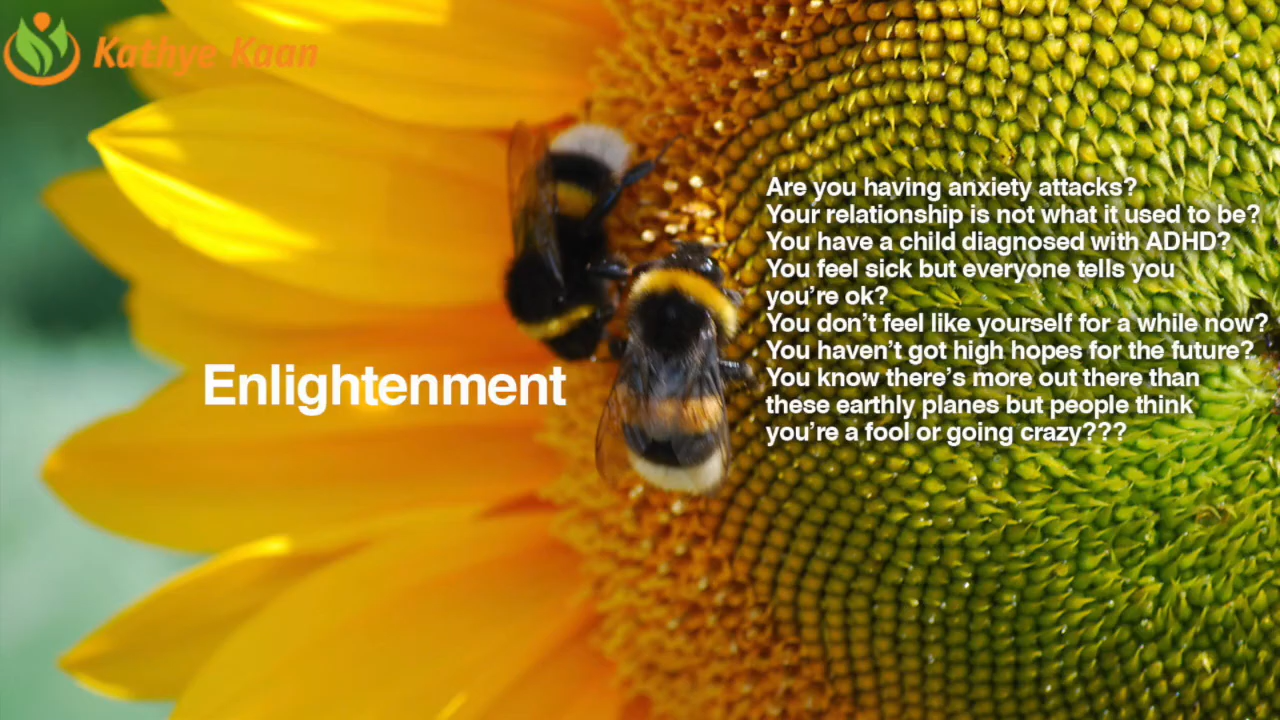 Kathye Kaan
Enlightenment
Are you having anxiety attacks?
Your relationship is not what it used to be?
You have a child diagnosed with ADHD?
You feel sick but everyone tells you
you’re ok?
You don’t feel like yourself for a while now?
You haven’t got high hopes for the future?
You know there’s more out there than
these earthly planes but people think
you’re a fool or going crazy???